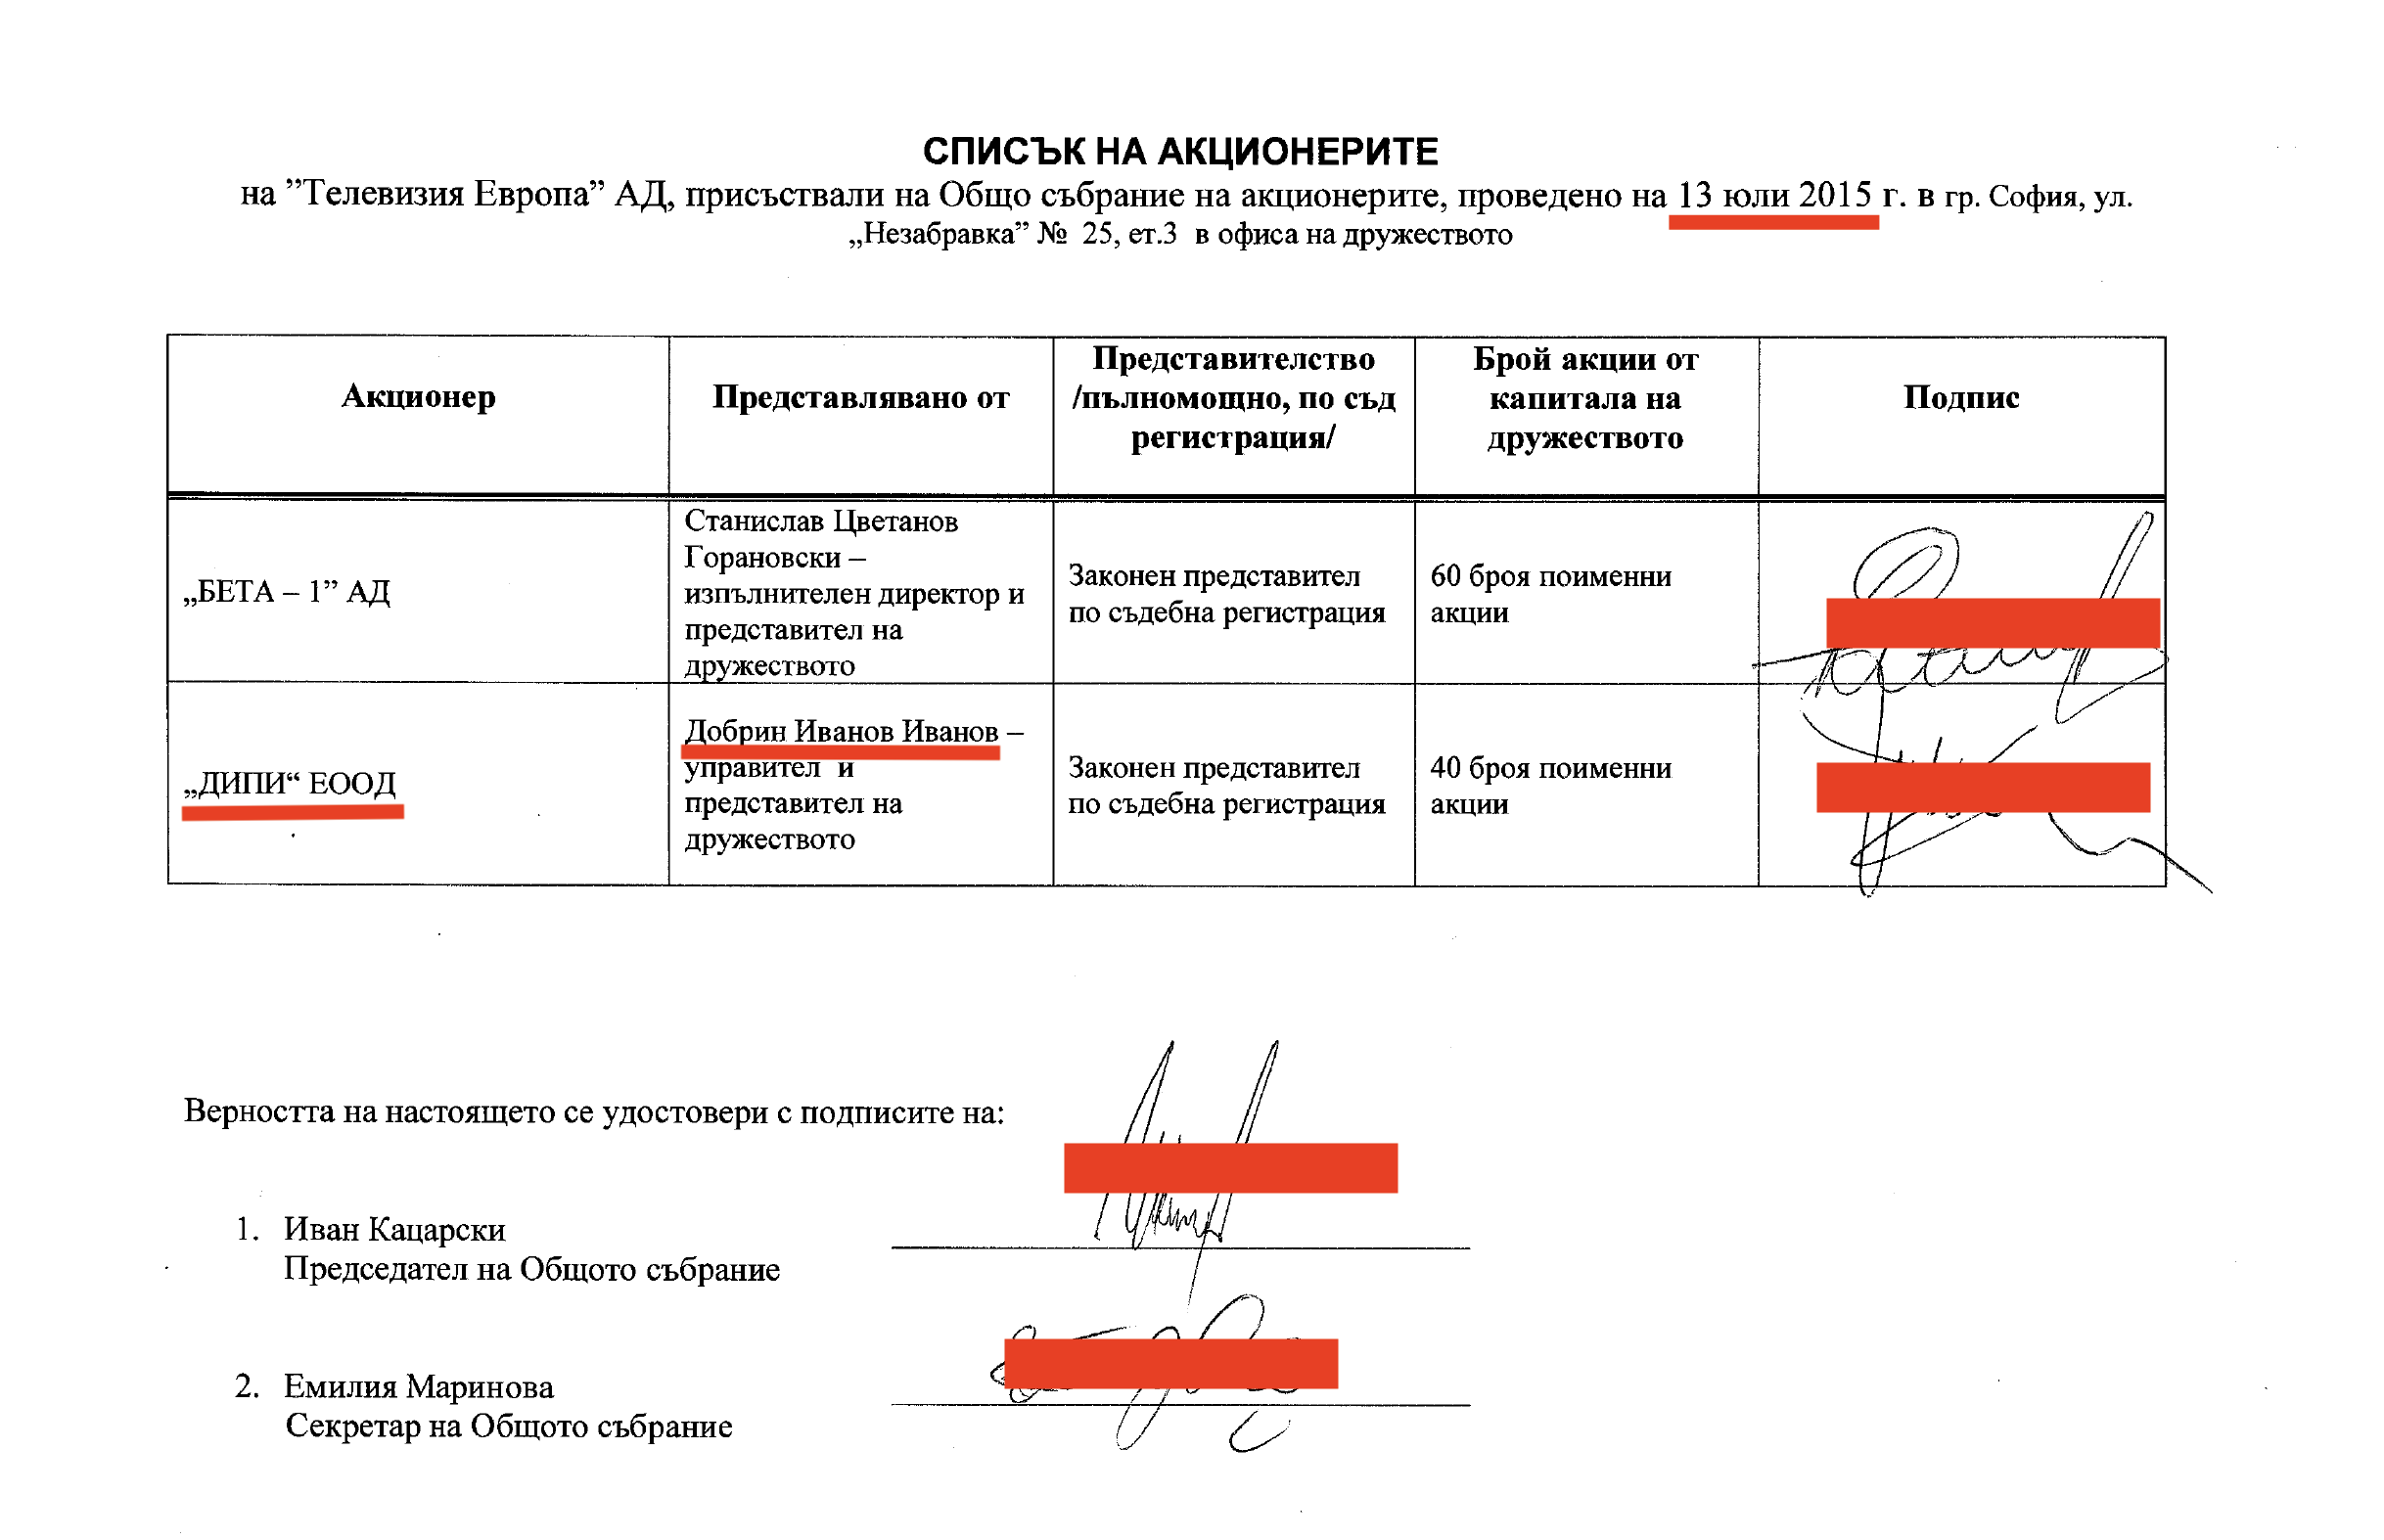 СПИСЪК НА АКЦИОНЕРИТЕ
на ”Телевизия Европа” АД, присъствали на Общо събрание на акционерите, проведено на 13 юли 2015 г. в гр. София, ул.
„Незабравка” № 25, ет.3 в офиса на дружеството
Акционер
Представлявано от
Представителство
/пълномощно, по съд
регистрация/
Брой акции от
капитала на
дружеството
Подпис
„БЕТА – 1” АД
Станислав Цветанов
Горановски –
изпълнителен директор и
представител на
дружеството
Законен представител
по съдебна регистрация
60 броя поименни
акции
„ДИПИ“ ЕООД
Добрин Иванов Иванов –
управител и
представител на
дружеството
Законен представител
по съдебна регистрация
40 броя поименни
акции
Верността на настоящето се удостовери с подписите на:
1. Иван Кацарски
Председател на Общото събрание
2. Емилия Маринова
Секретар на Общото събрание